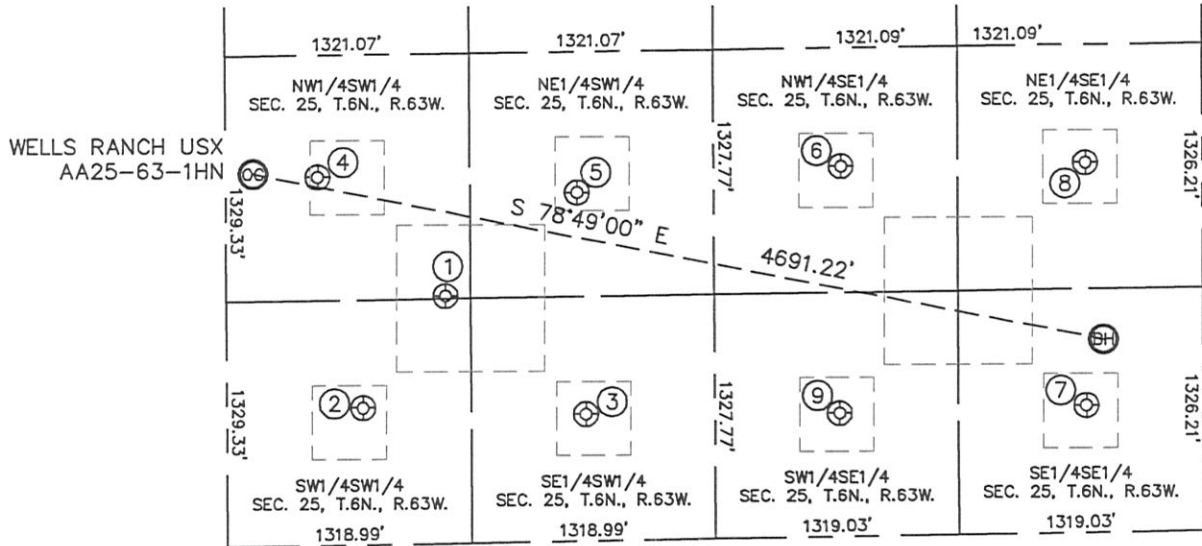 1321.07'
1321.07'
1321.09'
1321.09'
NW1/4SW1/4
SEC. 25, T.6N., R.63W.
NE1/4SW1/4
SEC. 25, T.6N., R.63W.
NW1/4SE1/4
SEC. 25, T.6N., R.63W.
NE1/4SE1/4
SEC. 25, T.6N., R.63W.
WELLS RANCH USX
AA25-63-1HN
OG
4
5
6
8
1329.33'
1327.77'
1326.21'
S 78°49'00" E
4691.22'
1
BH
1329.33'
2
3
1327.77'
9
7
1326.21'
SW1/4SW1/4
SEC. 25, T.6N., R.63W.
SE1/4SW1/4
SEC. 25, T.6N., R.63W.
SW1/4SE1/4
SEC. 25, T.6N., R.63W.
SE1/4SE1/4
SEC. 25, T.6N., R.63W.
1318.99'
1318.99'
1319.03'
1319.03'